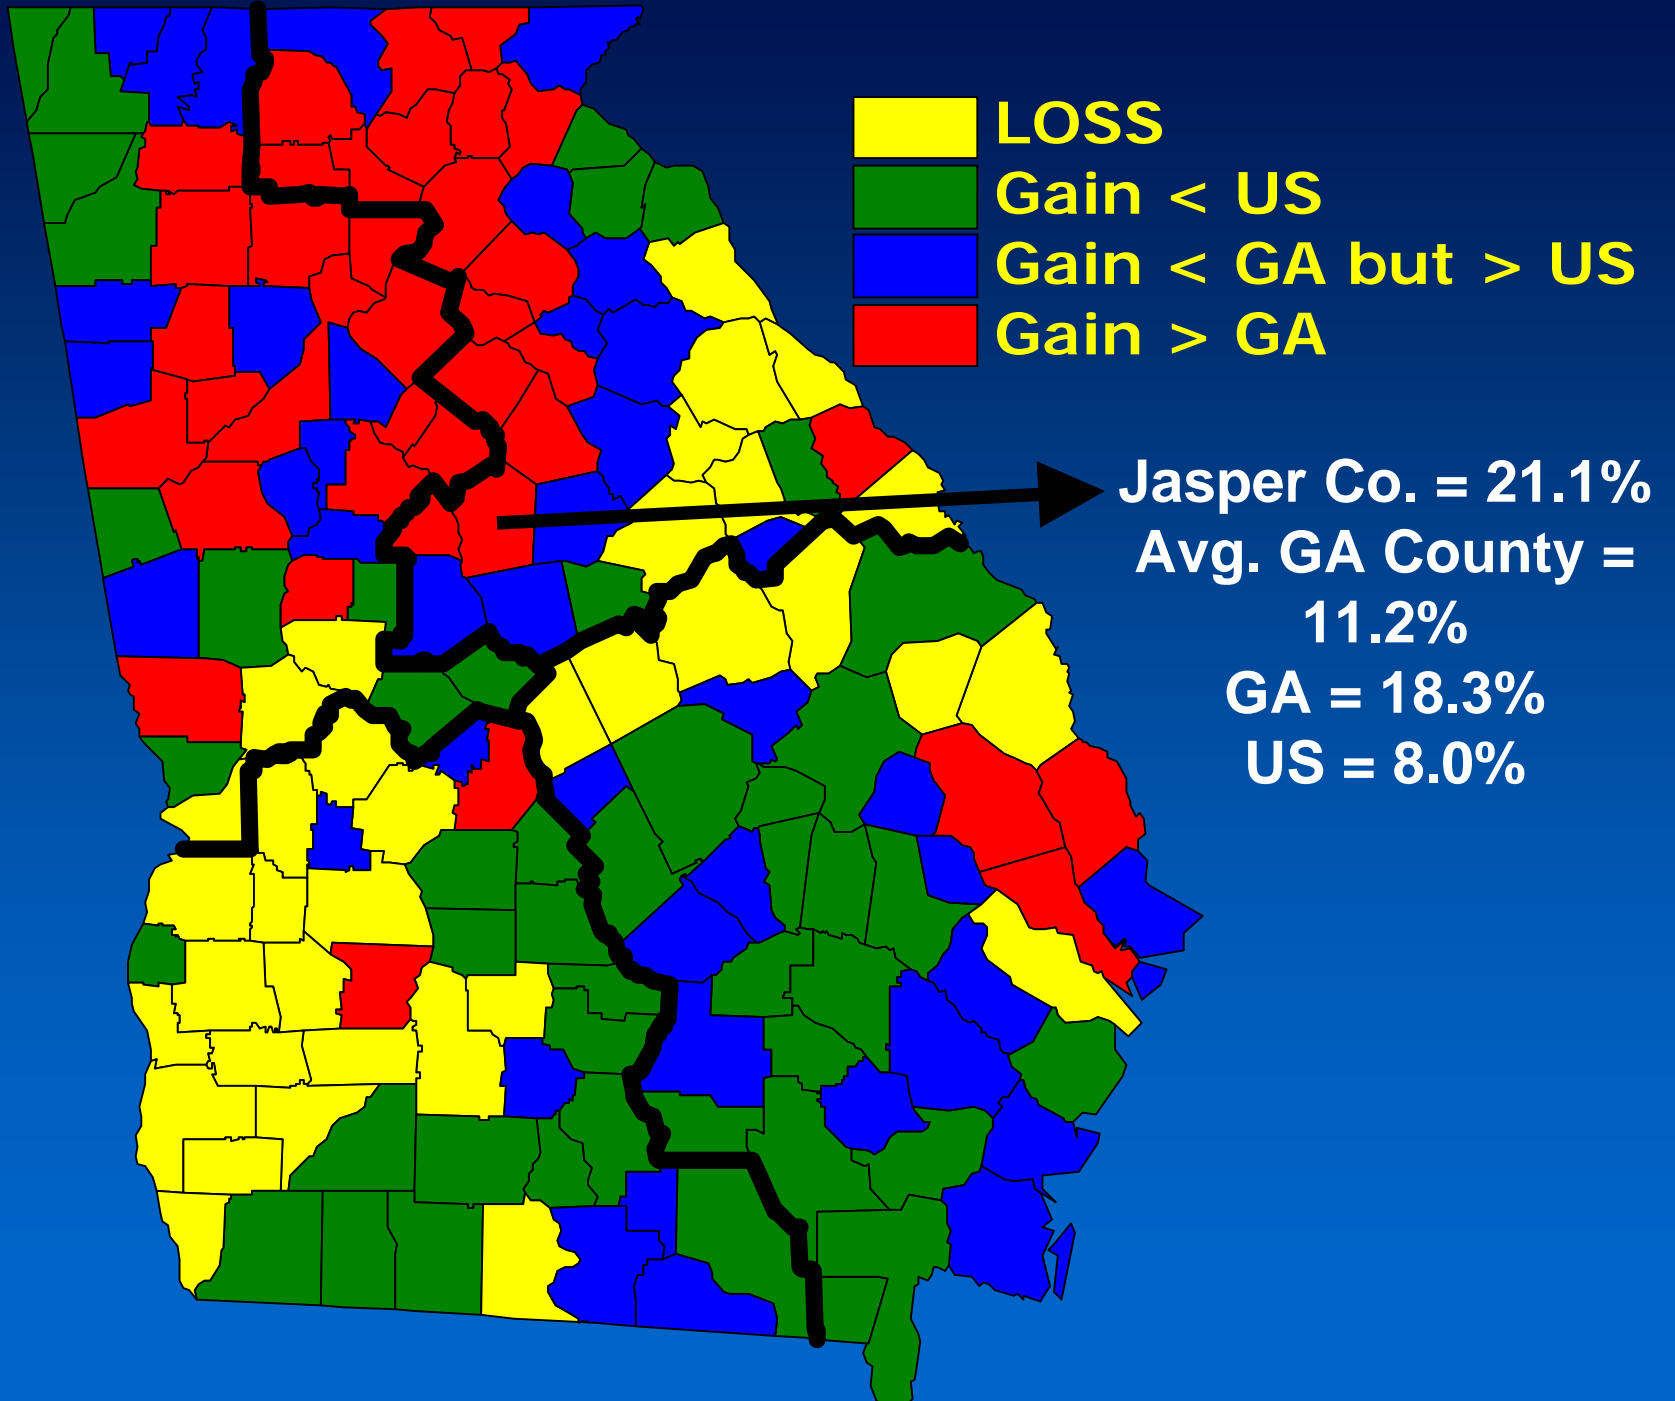 LOSS
Gain < US
Gain < GA but > US
Gain > GA
Jasper Co. = 21.1%
Avg. GA County =
11.2%
GA = 18.3%
US = 8.0%